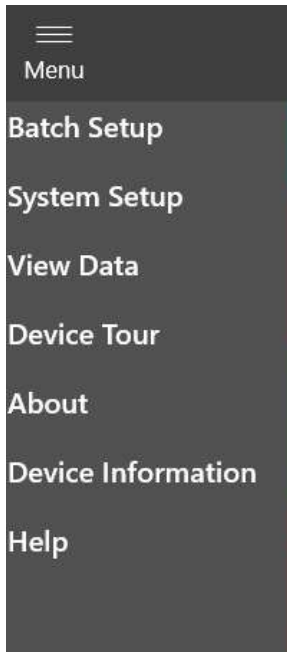 Menu
Batch Setup
System Setup
View Data
Device Tour
About
Device Information
Help